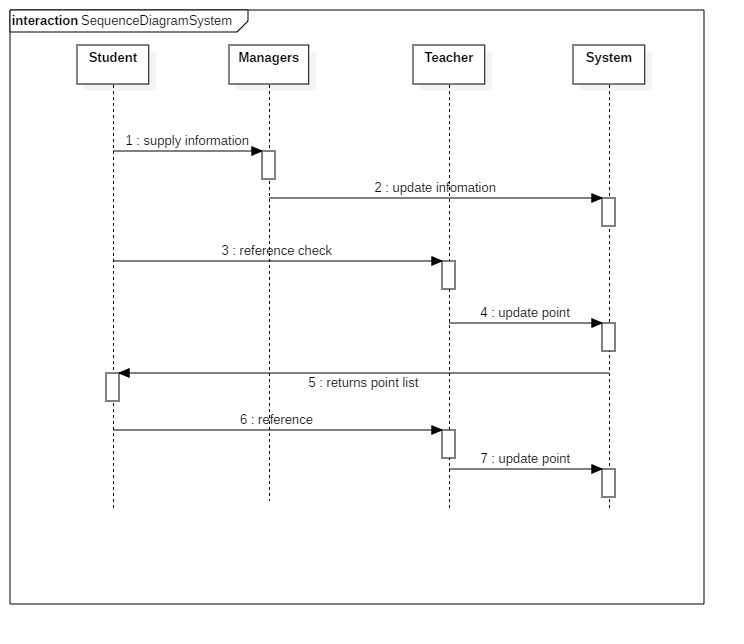 interaction SequenceDiagramSystem
Student Managers Teacher System
1 : supply information
2 : update infomation
3 : reference check
4 : update point
5 : returns point list
6 : reference
7 : update point